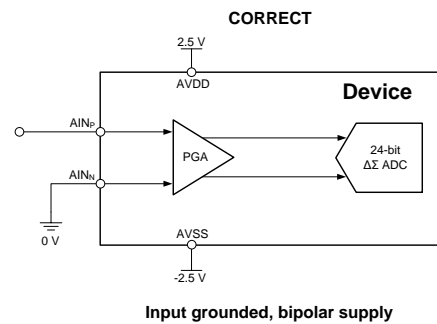 CORRECT
2.5 V
AVDD
Device
AINP
PGA
24-bit
ΔΣ ADC
AINN
0 V
AVSS
-2.5 V
Input grounded, bipolar supply